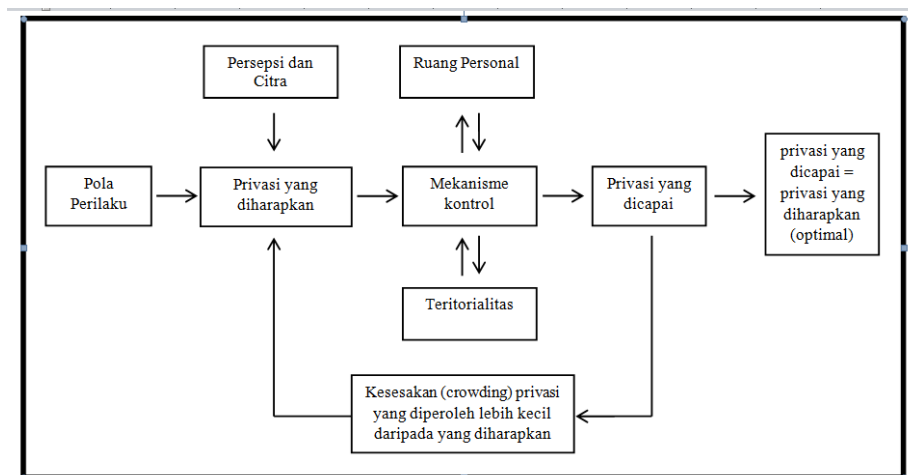 Persepsi dan
Citra
Ruang Personal
Pola
Perilaku
Privasi yang
diharapkan
Mekanisme
kontrol
Privasi yang
dicapai
privasi yang
dicapai =
privasi yang
diharapkan
(optimal)
Teritorialitas
Kesesakan (crowding) privasi
yang diperoleh lebih kecil
daripada yang diharapkan